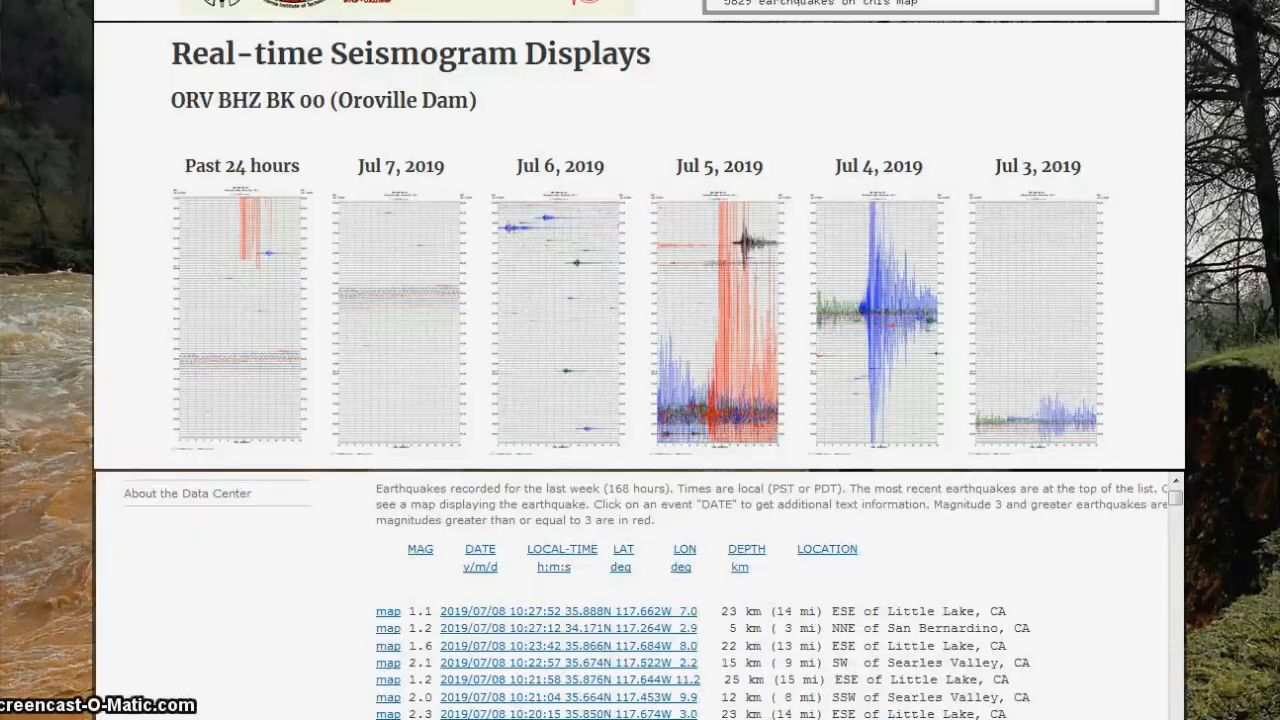 5829 earthquakes on this map
Real-time Seismogram Displays
ORV BHZ BK 00 (Oroville Dam)
Past 24 hours
Jul 7, 2019
Jul 6, 2019
Jul 5, 2019
Jul 4, 2019
Jul 3, 2019
About the Data Center
Earthquakes recorded for the last week (168 hours). Times are local (PST or PDT). The most recent earthquakes are at the top of the list.
see a map displaying the earthquake. Click on an event "DATE" to get additional text information. Magnitude 3 and greater earthquakes are
magnitudes greater than or equal to 3 are in red.
MAG DATE LOCAL-TIME LAT LON DEPTH LOCATION
y/m/d h:m:s deg deg km
map 1.1 2019/07/08 10:27:52 35.888N 117.662W 7.0 23 km (14 mi) ESE of Little Lake, CA
map 1.2 2019/07/08 10:27:12 34.171N 117.264W 2.9 5 km ( 3 mi) NNE of San Bernardino, CA
map 1.6 2019/07/08 10:23:42 35.866N 117.684W 8.0 22 km (13 mi) ESE of Little Lake, CA
map 2.1 2019/07/08 10:22:57 35.674N 117.522W 2.2 15 km ( 9 mi) SW of Searles Valley, CA
map 1.2 2019/07/08 10:21:58 35.876N 117.644W 11.2 25 km (15 mi) ESE of Little Lake, CA
map 2.0 2019/07/08 10:21:04 35.664N 117.453W 9.9 12 km ( 8 mi) SSW of Searles Valley, CA
map 2.3 2019/07/08 10:20:15 35.850N 117.674W 3.0 23 km (14 mi) ESE of Little Lake, CA
creencast-O-Matic.com